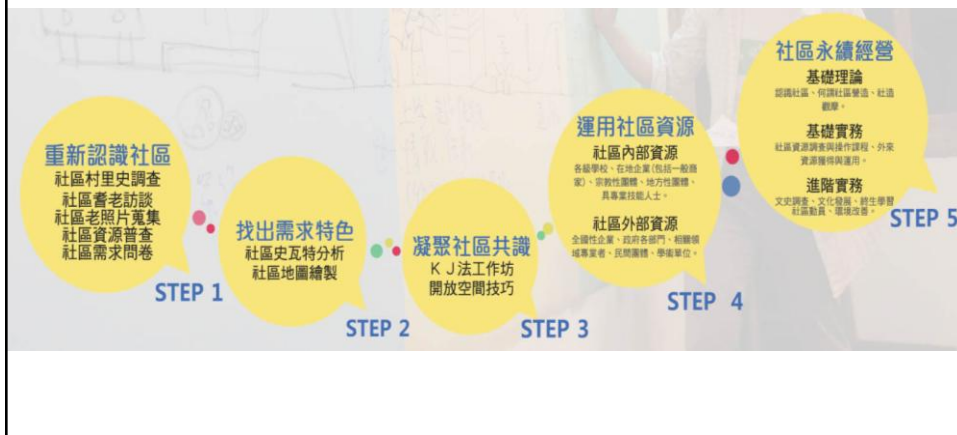 重新認識社區
社區村里史調查
社區耆老訪談
社區老照片蒐集
社區資源普查
社區需求問卷
STEP 1
找出需求特色
社區史瓦特分析
社區地圖繪製
STEP 2
凝聚社區共識
ＫＪ法工作坊
開放空間技巧
STEP 3
運用社區資源
社區內部資源
各級學校、在地企業(包括一般商
家)、宗教性團體、地方性團體、
具專業技能人士。
社區外部資源
全國性企業、政府各部門、相關領
域專業者、民間團體、學術單位。
STEP 4
社區永續經營
基礎理論
認識社區、何謂社區營造、社造
觀摩。
基礎實務
社區資源調查與操作課程、外來
資源獲得與運用。
進階實務
文史調查、文化發展、終生學習
社區動員、環境改善。
STEP 5